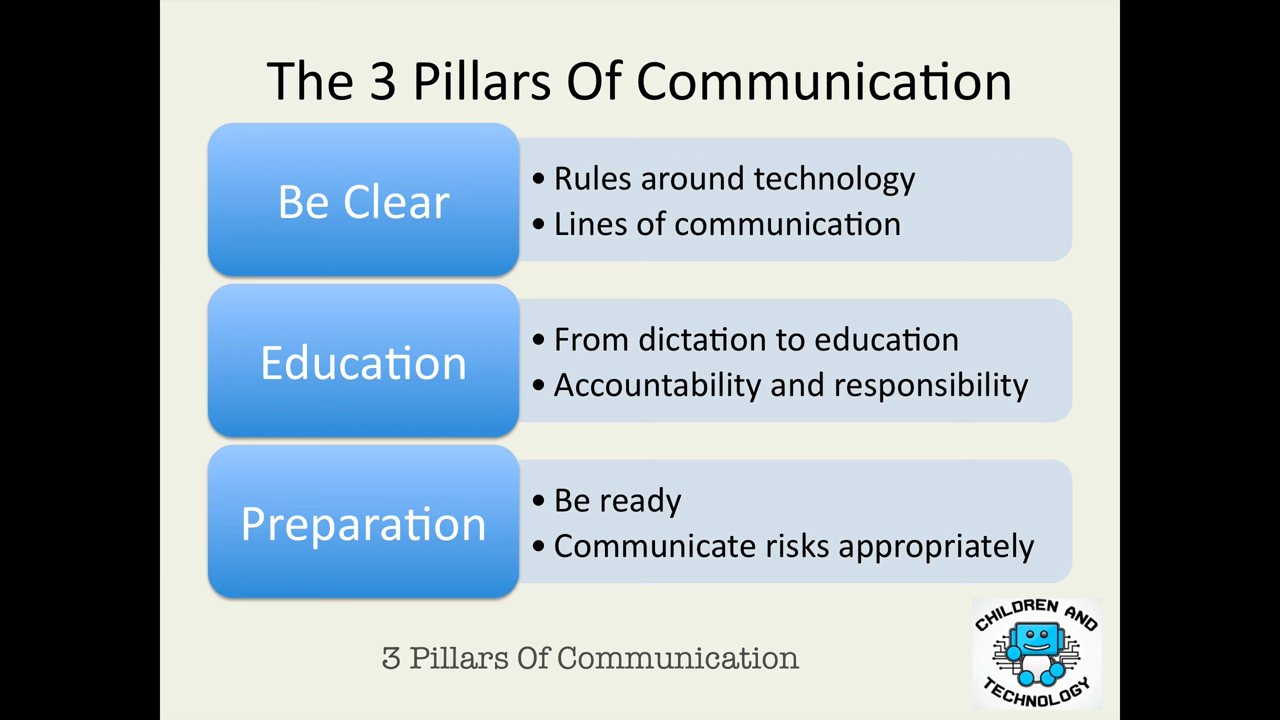 The 3 Pillars Of Communication
Be Clear
• Rules around technology
• Lines of communication
Education
• From dictation to education
• Accountability and responsibility
Preparation
• Be ready
• Communicate risks appropriately
3 Pillars Of Communication
CHILDREN AND
TECHNOLOGY